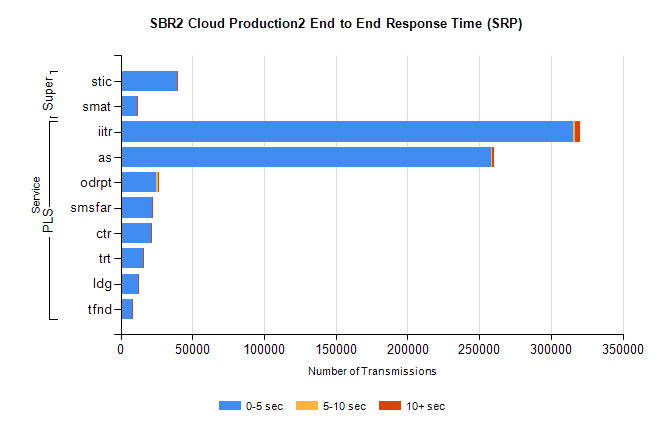 SBR2 Cloud Production2 End to End Response Time (SRP)
Super
stic
smat
Service
PLS
iitr
as
odrpt
smsfar
ctr
trt
ldg
tfnd
0 50000 100000 150000 200000 250000 300000 350000
Number of Transmissions
0-5 sec 5-10 sec 10+ sec